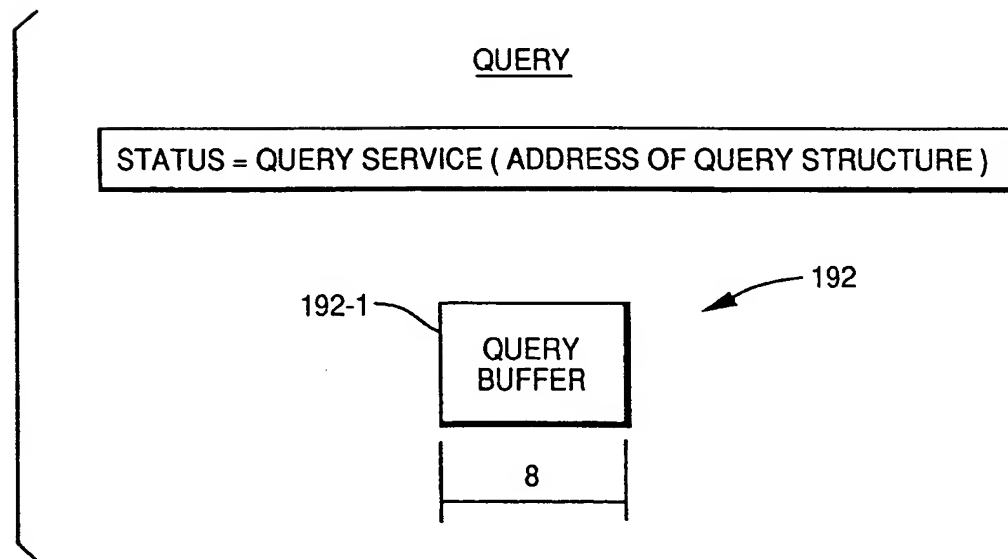 QUERY
STATUS = QUERY SERVICE ( ADDRESS OF QUERY STRUCTURE )
192
192-1
QUERY
BUFFER
8